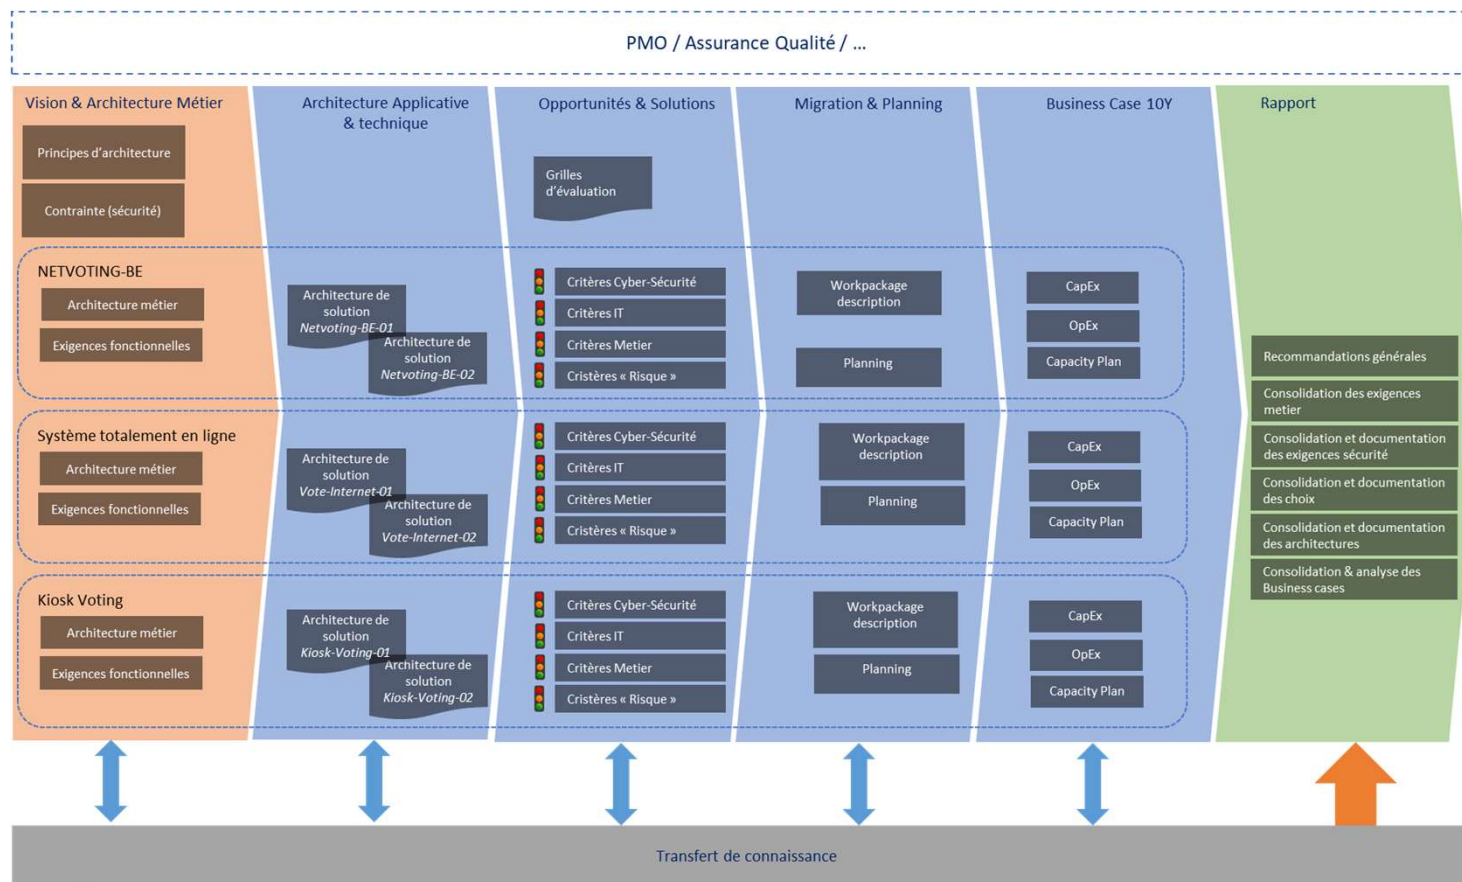 PMO / Assurance Qualité / ...
Vision & Architecture Métier
Architecture Applicative
& technique
Opportunités & Solutions
Migration & Planning
Business Case 10Y
Rapport
Principes d'architecture
Contrainte (sécurité)
Grilles
d'évaluation
NETVOTING-BE
Architecture métier
Exigences fonctionnelles
Architecture de
solution
Netvoting-BE-01
Architecture de
solution
Netvoting-BE-02
Critères Cyber-Sécurité
Critères IT
Critères Metier
Cristères « Risque »
Workpackage
description
Planning
CapEx
OpEx
Capacity Plan
Système totalement en ligne
Architecture métier
Exigences fonctionnelles
Architecture de
solution
Vote-Internet-01
Architecture de
solution
Vote-Internet-02
Critères Cyber-Sécurité
Critères IT
Critères Metier
Cristères « Risque »
Workpackage
description
Planning
CapEx
OpEx
Capacity Plan
Kiosk Voting
Architecture métier
Exigences fonctionnelles
Architecture de
solution
Kiosk-Voting-01
Architecture de
solution
Kiosk-Voting-02
Critères Cyber-Sécurité
Critères IT
Critères Metier
Cristères « Risque »
Workpackage
description
Planning
CapEx
OpEx
Capacity Plan
Recommandations générales
Consolidation des exigences
metier
Consolidation et documentation
des exigences sécurité
Consolidation et documentation
des choix
Consolidation et documentation
des architectures
Consolidation & analyse des
Business cases
Transfert de connaissance